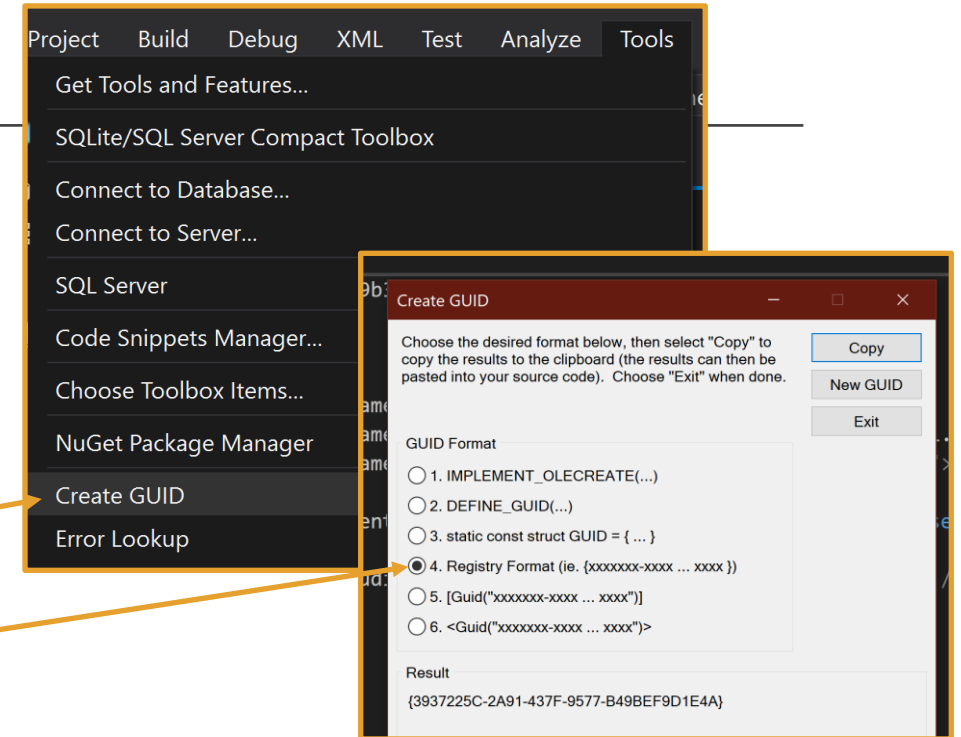 Project Build Debug XML Test Analyze Tools
Get Tools and Features...
SQLite/SQL Server Compact Toolbox
Connect to Database...
Connect to Server...
SQL Server
Code Snippets Manager...
Choose Toolbox Items...
NuGet Package Manager
Create GUID
Error Lookup
Create GUID
Choose the desired format below, then select "Copy" to
copy the results to the clipboard (the results can then be
pasted into your source code). Choose "Exit" when done.
Copy
New GUID
Exit
GUID Format
1. IMPLEMENT_OLECREATE(...)
2. DEFINE_GUID(...)
3. static const struct GUID = { ... }
4. Registry Format (ie. {xxxxxxx-xxxx ... xxxx })
5. [Guid("xxxxxxx-xxxx ... xxxx")]
6. <Guid("xxxxxxx-xxxx ... xxxx")>
Result
{3937225C-2A91-437F-9577-B49BEF9D1E4A}